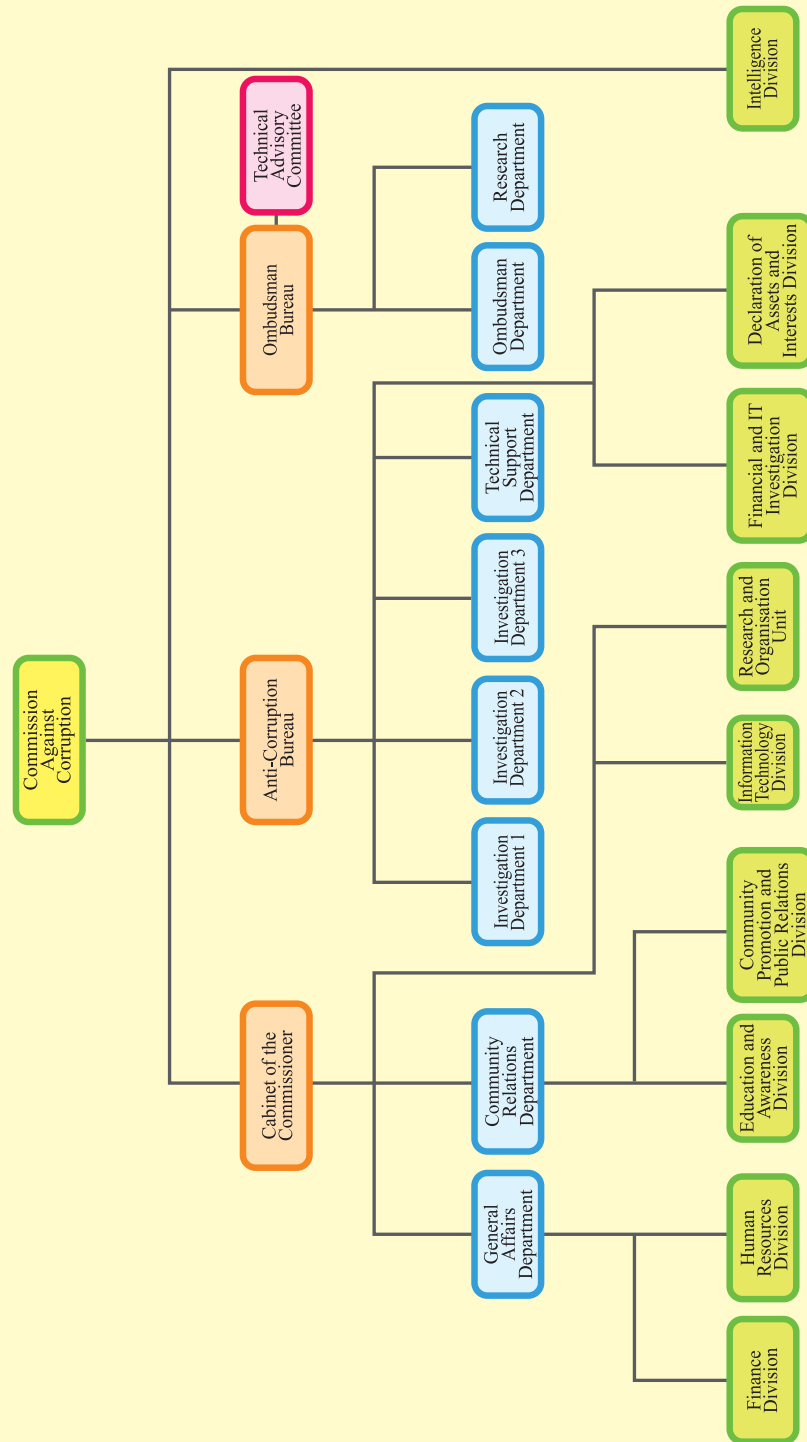 Commission
Against
Corruption
Cabinet of the
Commissioner
Anti-Corruption
Bureau
Ombudsman
Bureau
Technical
Advisory
Committee
General
Affairs
Department
Community
Relations
Department
Investigation
Department 1
Investigation
Department 2
Investigation
Department 3
Technical
Support
Department
Ombudsman
Department
Research
Department
Finance
Division
Human
Resources
Division
Education and
Awareness
Division
Community
Promotion and
Public Relations
Division
Information
Technology
Division
Research and
Organisation
Unit
Financial and IT
Investigation
Division
Declaration of
Assets and
Interests Division
Intelligence
Division